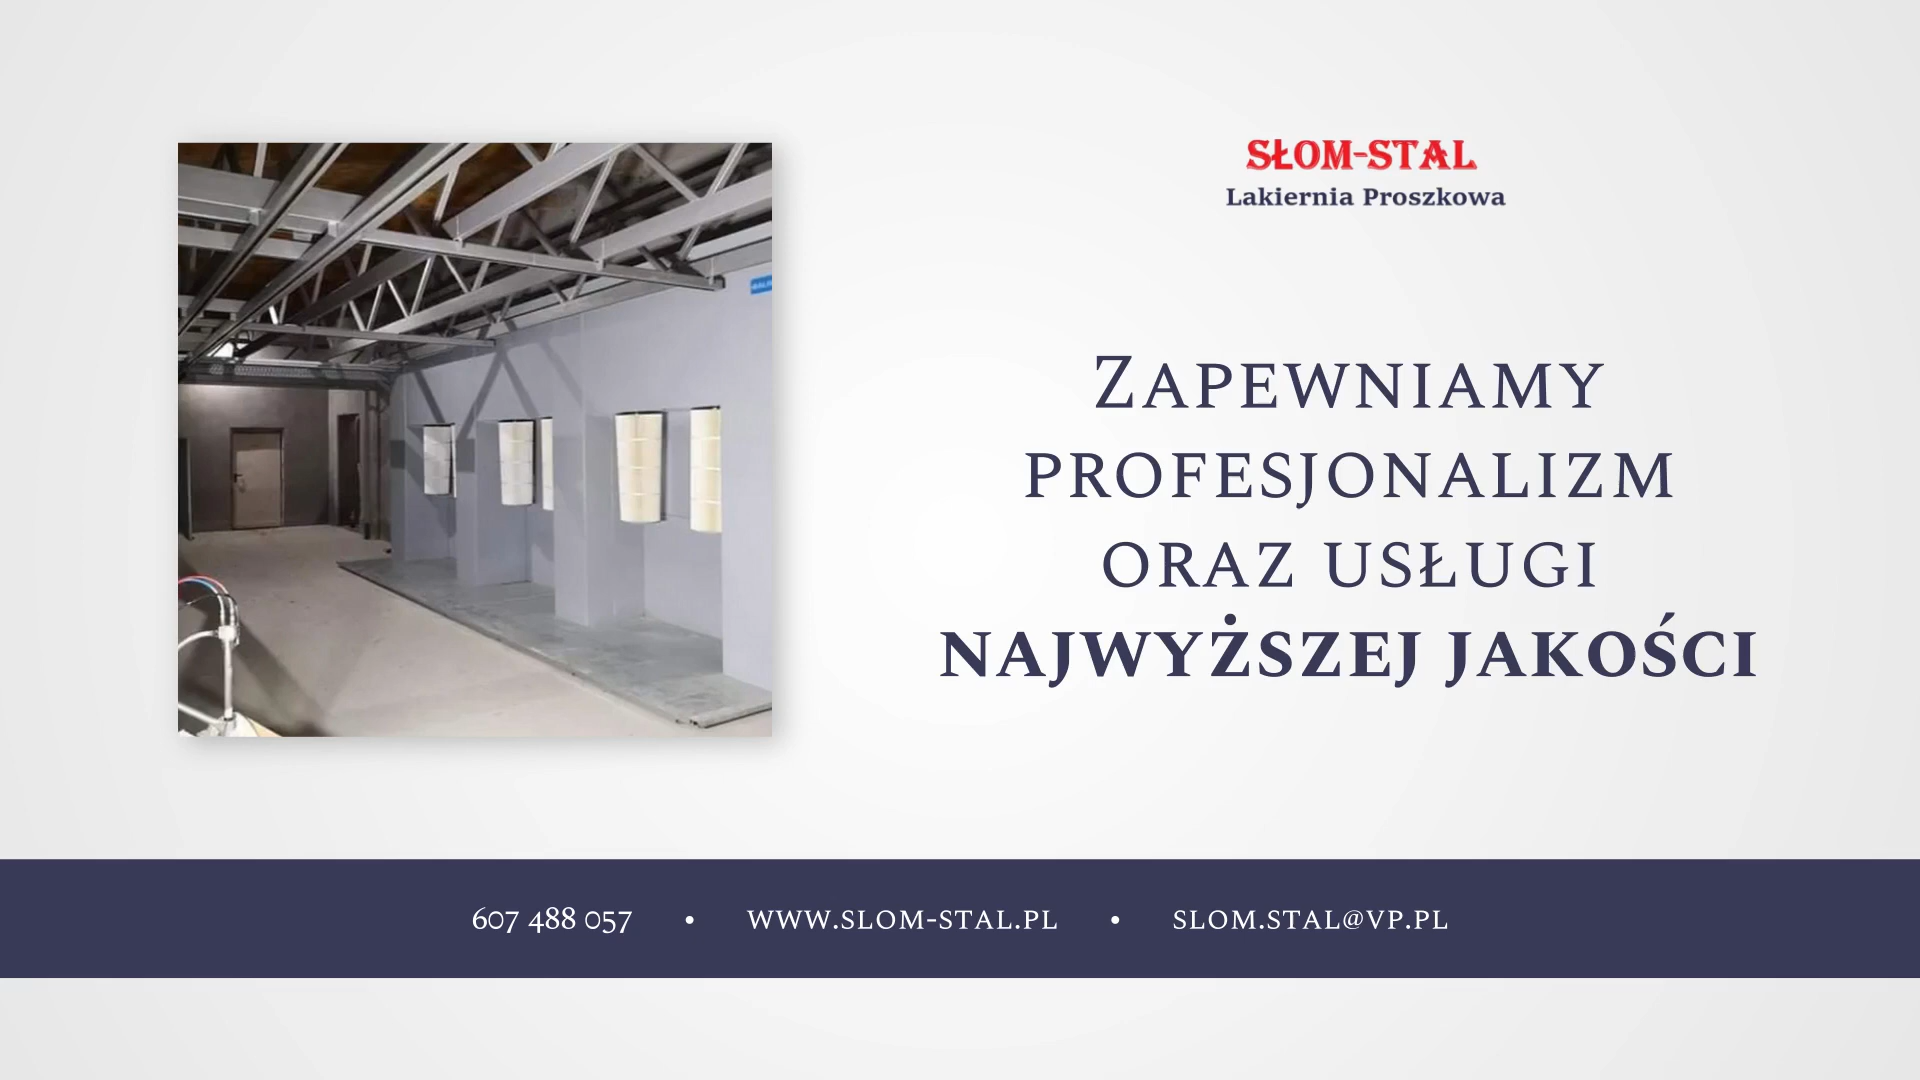 SŁOM-STAL
Lakiernia Proszkowa
ZAPEWNIAMY
PROFESJONALIZM
ORAZ USŁUGI
NAJWYŻSZEJ JAKOŚCI
607 488 057 • WWW.SLOM-STAL.PL • SLOM.STAL@VP.PL